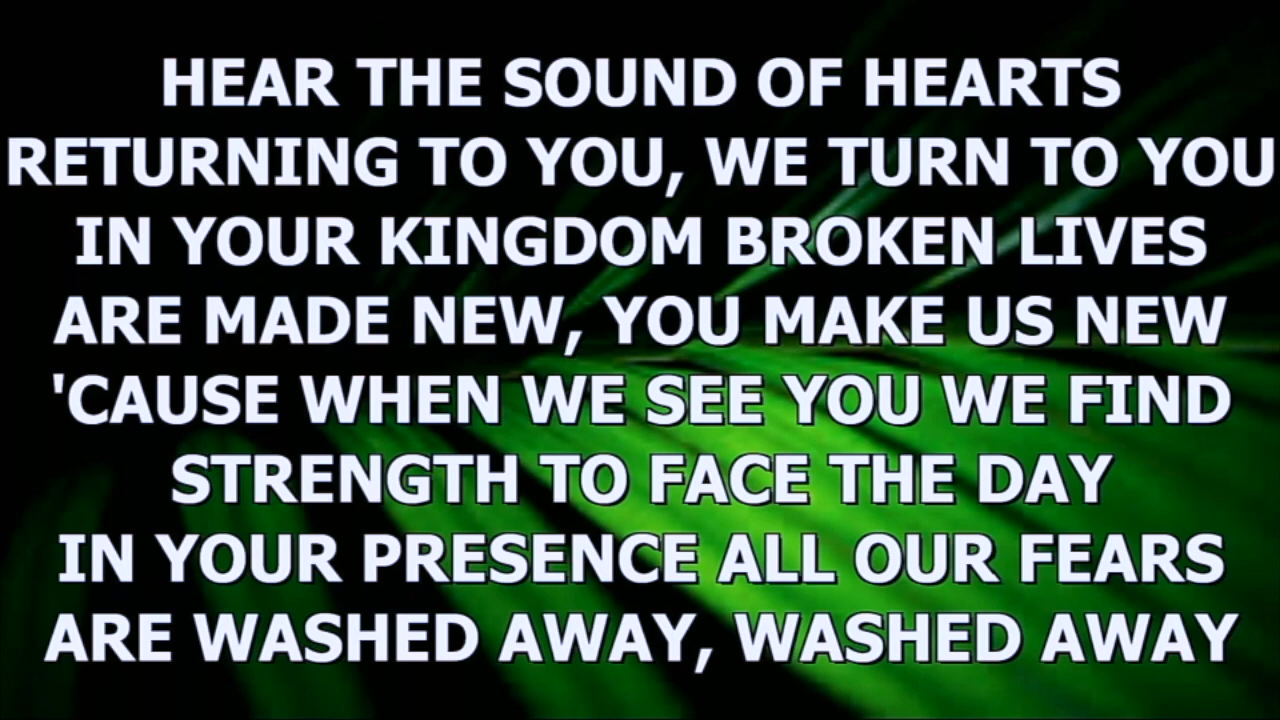 HEAR THE SOUND OF HEARTS
RETURNING TO YOU, WE TURN TO YOU
IN YOUR KINGDOM BROKEN LIVES
ARE MADE NEW, YOU MAKE US NEW
'CAUSE WHEN WE SEE YOU WE FIND
STRENGTH TO FACE THE DAY
IN YOUR PRESENCE ALL OUR FEARS
ARE WASHED AWAY, WASHED AWAY